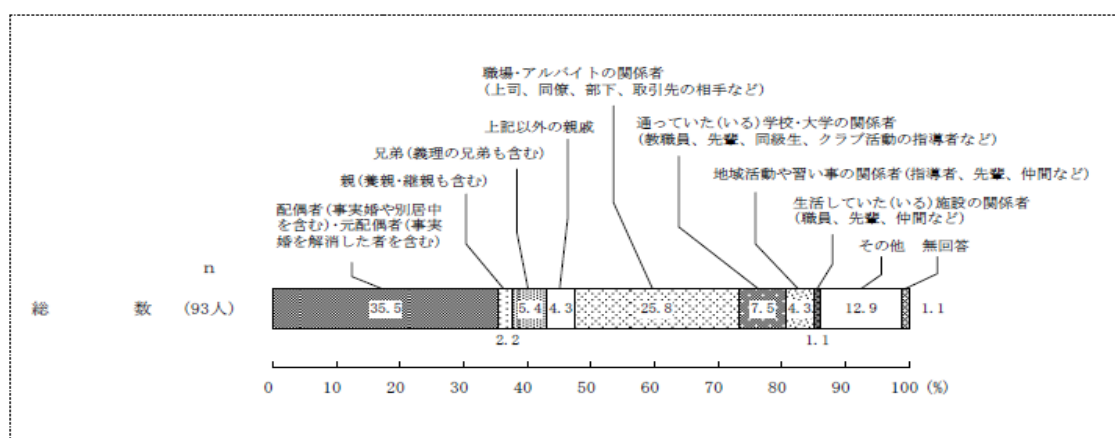 職場・アルバイトの関係者
(上司、同僚、部下、取引先の相手など)
上記以外の親戚
通っていた(いる)学校・大学の関係者
(教職員、先輩、同級生、クラブ活動の指導者など)
兄弟(義理の兄弟も含む)
地域活動や習い事の関係者(指導者、先輩、仲間など)
親(養親・継親も含む)
生活していた(いる)施設の関係者
(職員、先輩、仲間など)
配偶者(事実婚や別居中
を含む)・元配偶者(事実
婚を解消した者を含む)
その他 無回答
n
総 数 (93人) 35.5 5.4 4.3 25.8 7.5 4.3 12.9 1.1
2.2 1.1
0 10 20 30 40 50 60 70 80 90 100 (%)